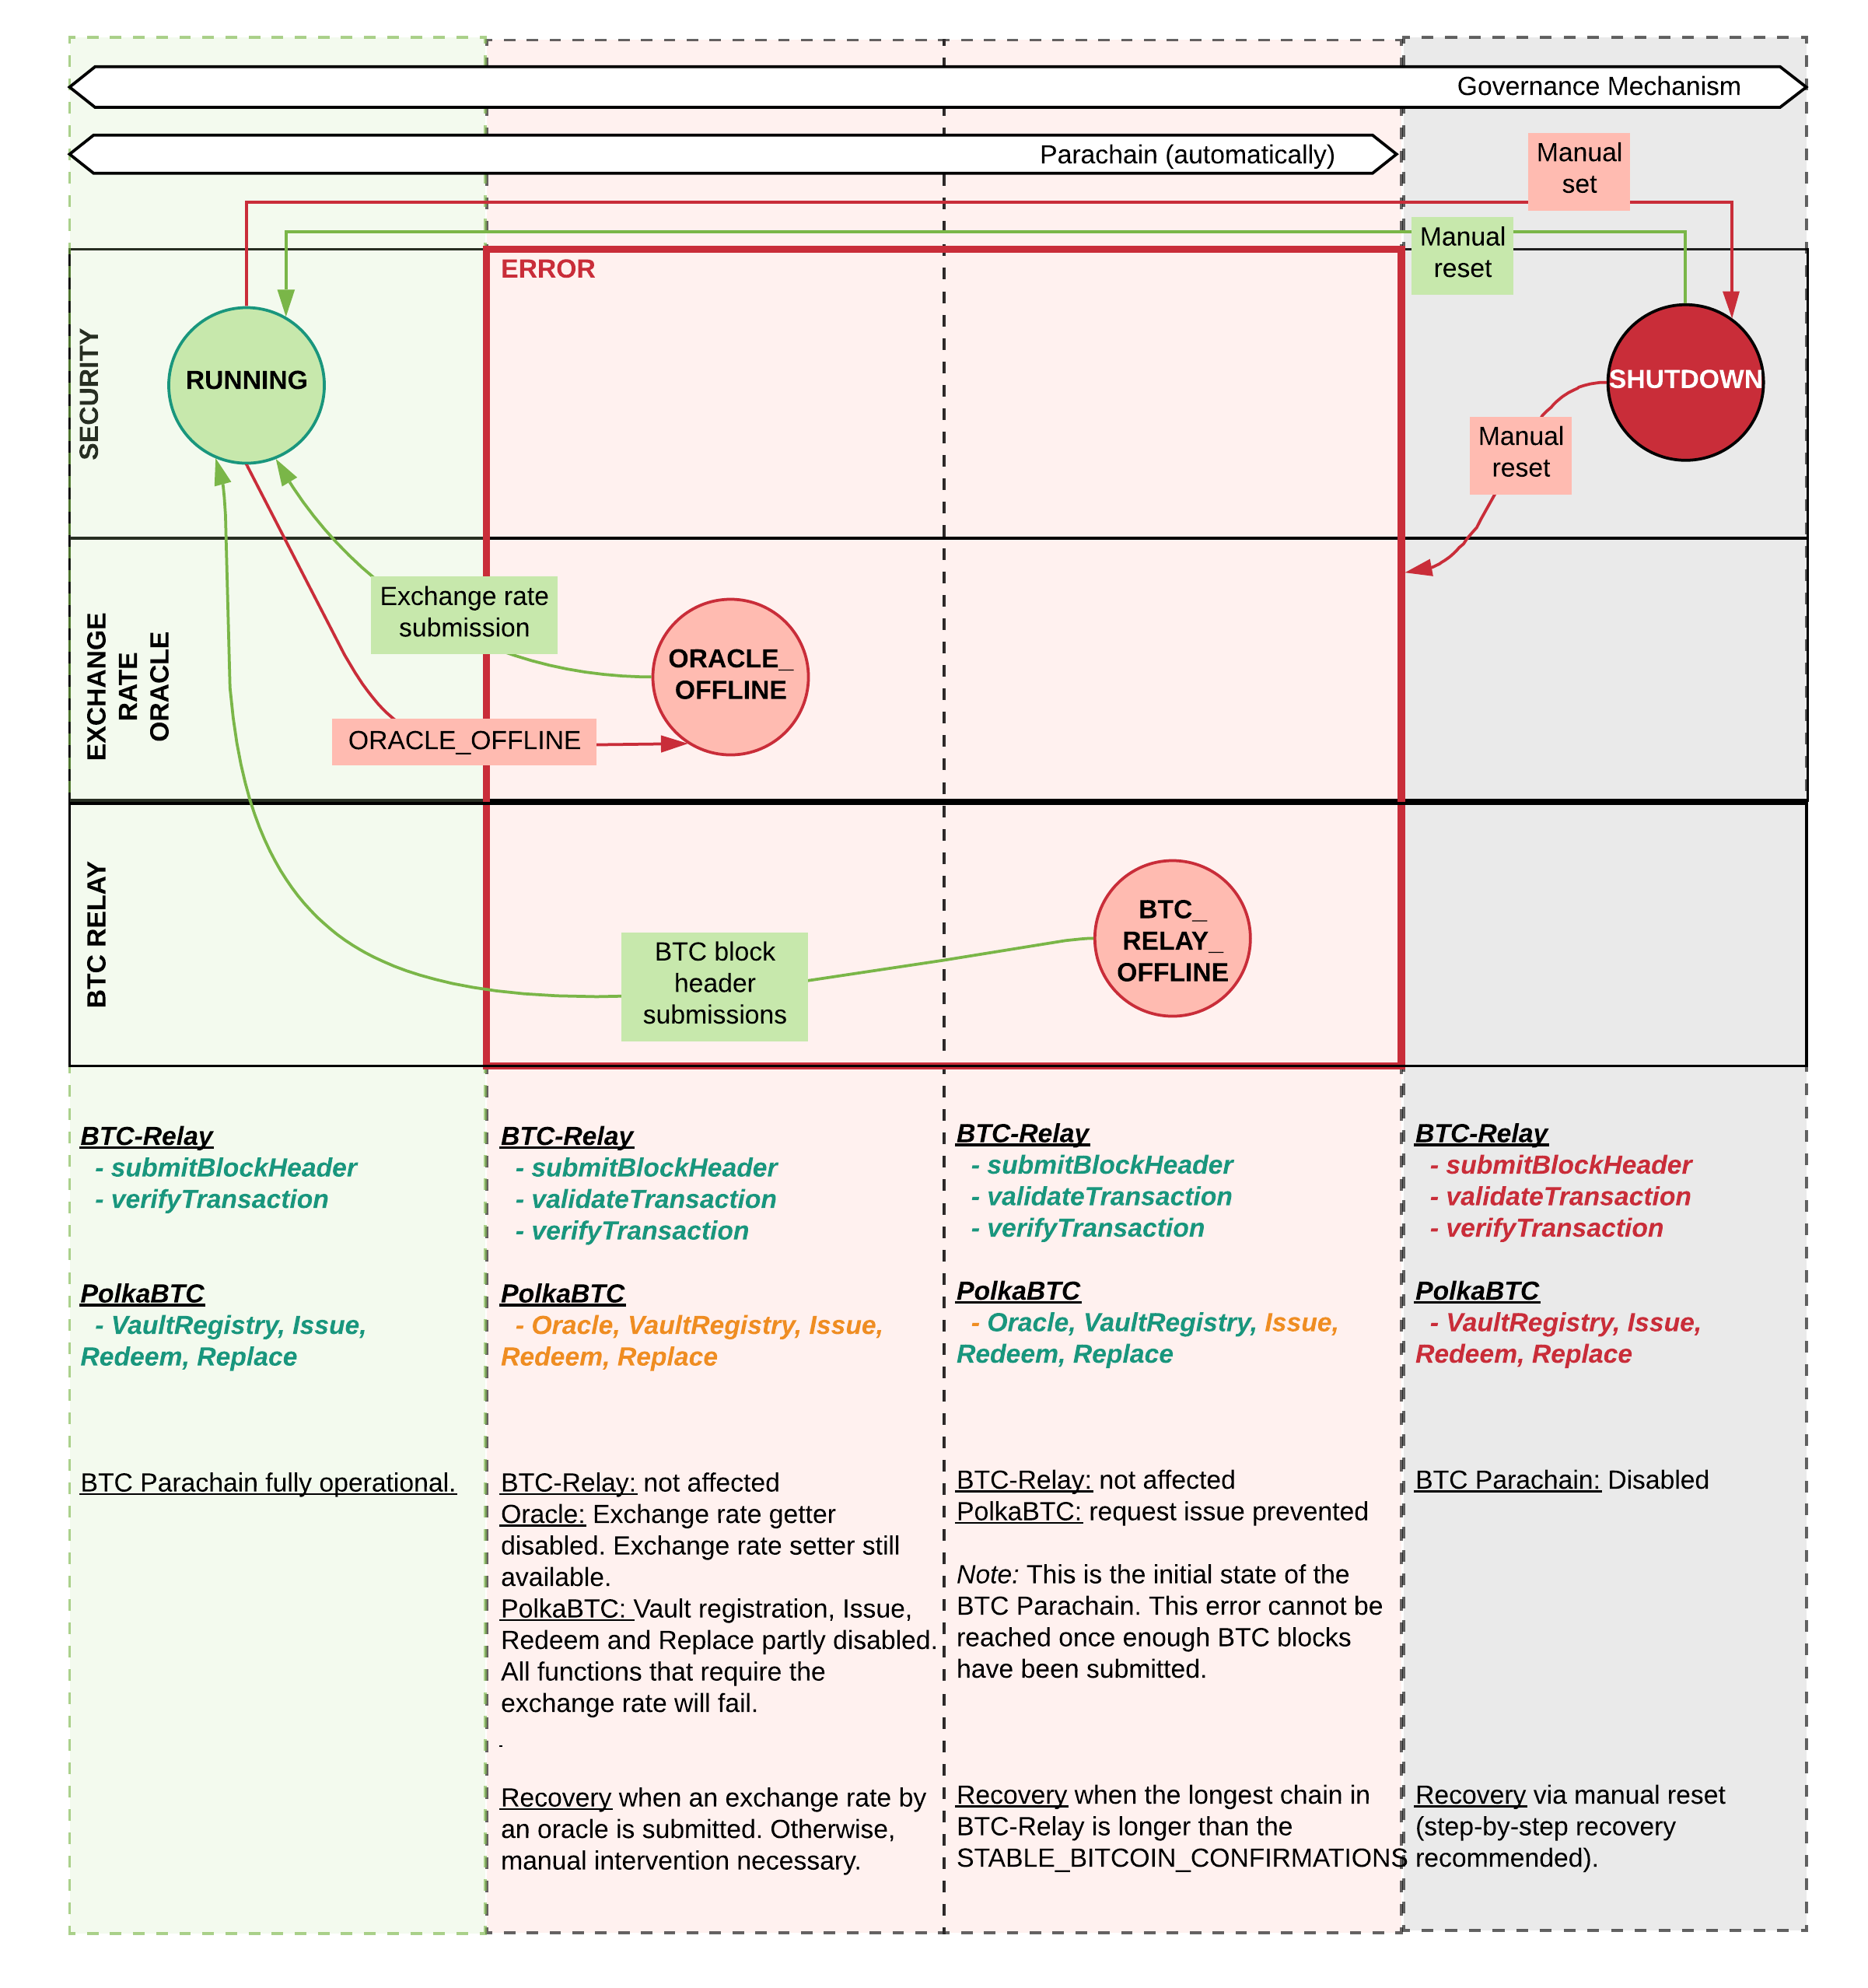 Governance Mechanism
Parachain (automatically)
Manual
set
Manual
reset
ERROR
SECURITY
RUNNING
SHUTDOWN
Manual
reset
EXCHANGE
RATE
ORACLE
Exchange rate
submission
ORACLE_
OFFLINE
ORACLE_OFFLINE
BTC RELAY
BTC_
RELAY_
OFFLINE
BTC block
header
submissions
BTC-Relay
- submitBlockHeader
- verifyTransaction
PolkaBTC
- VaultRegistry, Issue,
Redeem, Replace
BTC Parachain fully operational.
BTC-Relay
- submitBlockHeader
- validateTransaction
- verifyTransaction
PolkaBTC
- Oracle, VaultRegistry, Issue,
Redeem, Replace
BTC-Relay: not affected
Oracle: Exchange rate getter
disabled. Exchange rate setter still
available.
PolkaBTC: Vault registration, Issue,
Redeem and Replace partly disabled.
All functions that require the
exchange rate will fail.
Recovery when an exchange rate by
an oracle is submitted. Otherwise,
manual intervention necessary.
BTC-Relay
- submitBlockHeader
- validateTransaction
- verifyTransaction
PolkaBTC
- Oracle, VaultRegistry, Issue,
Redeem, Replace
BTC-Relay: not affected
PolkaBTC: request issue prevented
Note: This is the initial state of the
BTC Parachain. This error cannot be
reached once enough BTC blocks
have been submitted.
Recovery when the longest chain in
BTC-Relay is longer than the
STABLE_BITCOIN_CONFIRMATIONS
BTC-Relay
- submitBlockHeader
- validateTransaction
- verifyTransaction
PolkaBTC
- VaultRegistry, Issue,
Redeem, Replace
BTC Parachain: Disabled
Recovery via manual reset
(step-by-step recovery
recommended).